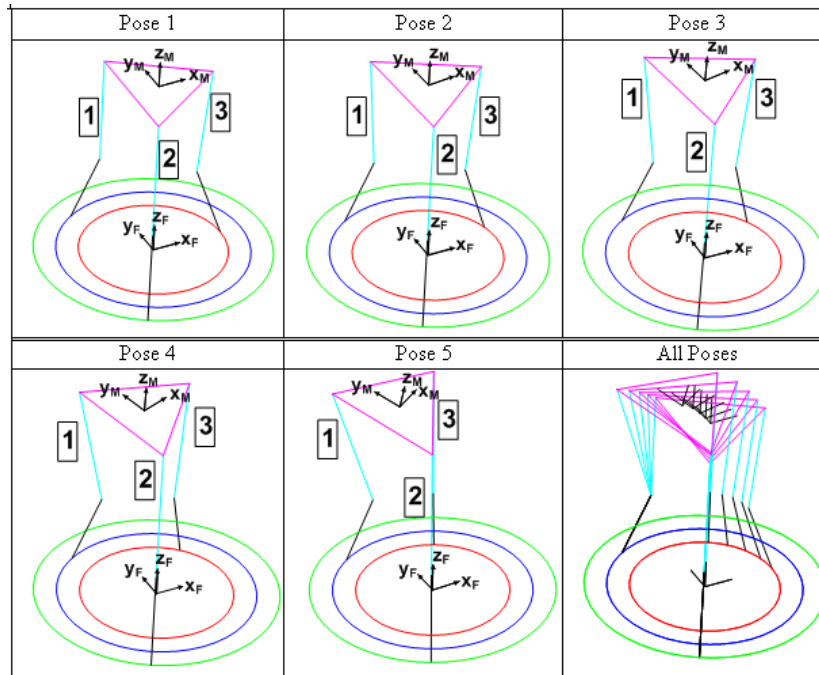 Pose 1
Pose 2
Pose 3
zM
yM
xM
1
3
2
zF
yF
xF
zM
yM
xM
1
3
2
zF
yF
xF
zM
yM
xM
1
3
2
zF
yF
xF
Pose 4
Pose 5
All Poses
zM
yM
xM
1
3
2
zF
yF
xF
zM
yM
xM
1
3
2
zF
yF
xF